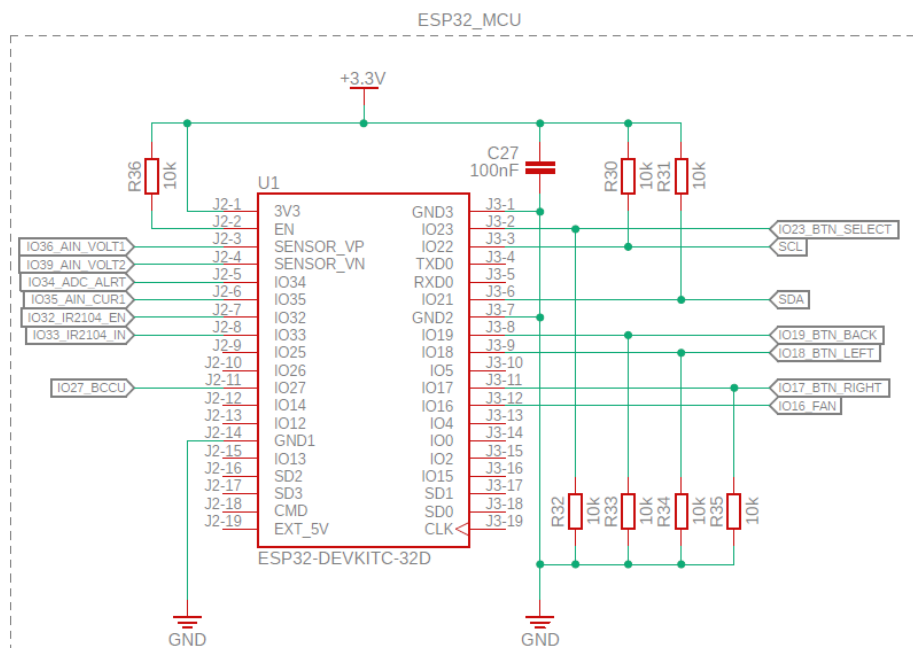 ESP32_MCU
+3.3V
R36
10k
C27
100nF
R30
10k
R31
10k
U1
J2-1
3V3
GND3
J3-1
J2-2
EN
IO23
J3-2
IO23_BTN_SELECT
IO36_AIN_VOLT1
J2-3
SENSOR_VP
IO22
J3-3
SCL
IO39_AIN_VOLT2
J2-4
SENSOR_VN
TXD0
J3-4
IO34_ADC_ALRT
J2-5
IO34
RXD0
J3-5
IO35_AIN_CUR1
J2-6
IO35
IO21
J3-6
SDA
IO32_IR2104_EN
J2-7
IO32
GND2
J3-7
IO33_IR2104_IN
J2-8
IO33
IO19
J3-8
IO19_BTN_BACK
J2-9
IO25
IO18
J3-9
IO18_BTN_LEFT
J2-10
IO26
IO5
J3-10
IO27_BCCU
J2-11
IO27
IO17
J3-11
IO17_BTN_RIGHT
J2-12
IO14
IO16
J3-12
IO16_FAN
J2-13
IO12
IO4
J3-13
J2-14
GND1
IO0
J3-14
J2-15
IO13
IO2
J3-15
J2-16
SD2
IO15
J3-16
J2-17
SD3
SD1
J3-17
J2-18
CMD
SD0
J3-18
J2-19
EXT_5V
CLK
J3-19
R32
10k
R33
10k
R34
10k
R35
10k
ESP32-DEVKITC-32D
GND
GND